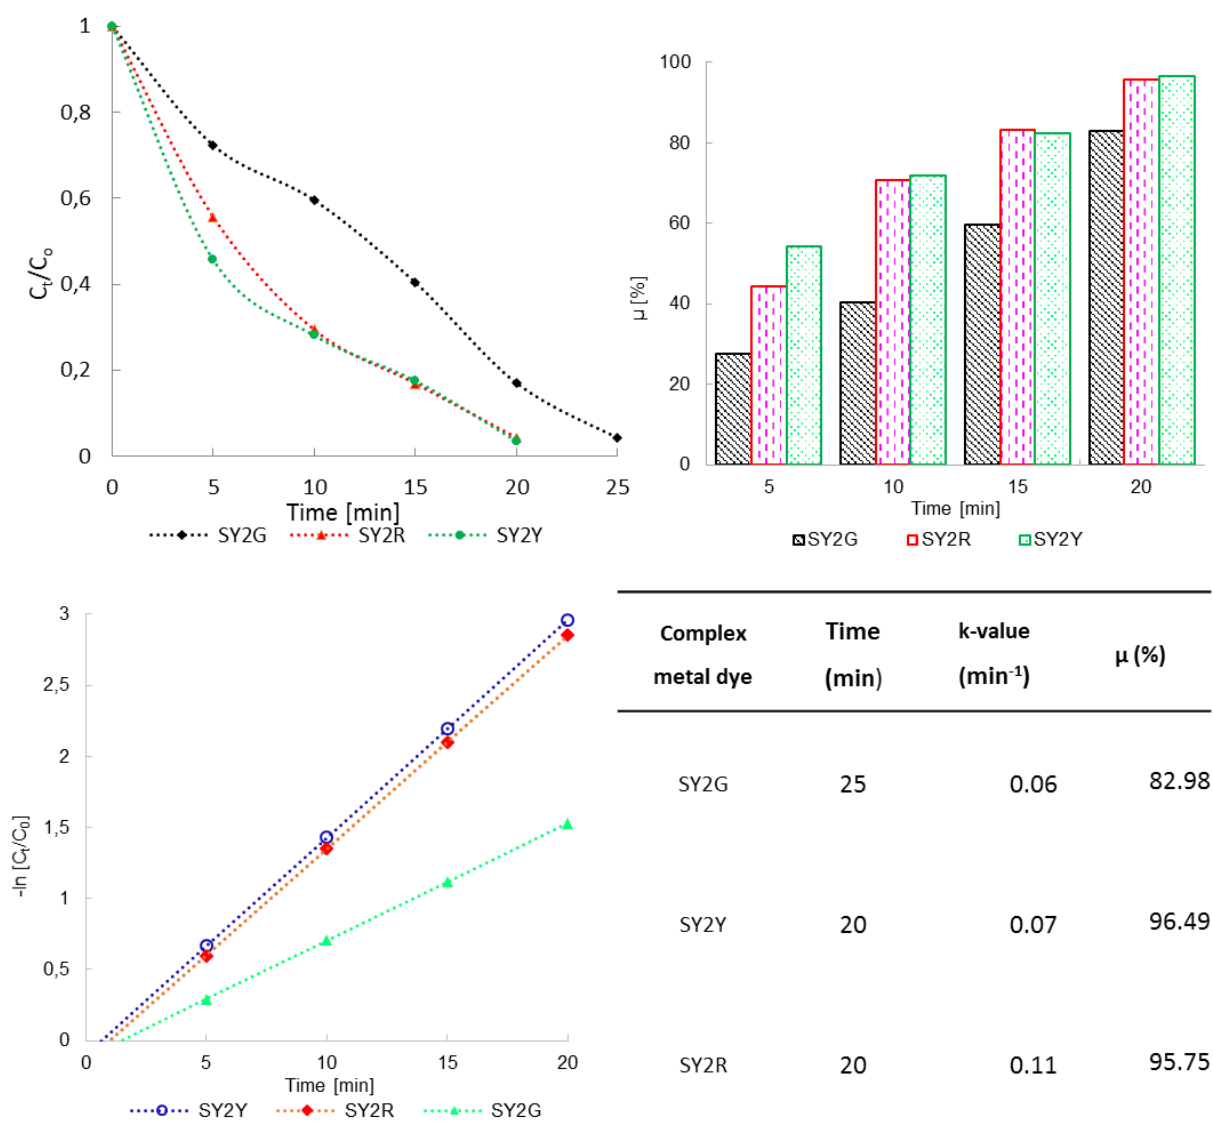 1
0,8
0,6
0,4
0,2
0
Cₜ/Cₒ
0 5 10 15 20 25
Time [min]
SY2G SY2R SY2Y
100
80
60
40
20
0
µ [%]
5 10 15 20
Time [min]
SY2G SY2R SY2Y
3
2,5
2
1,5
1
0,5
0
-ln [Cₜ/C₀]
0 5 10 15 20
Time [min]
SY2Y SY2R SY2G
Complex metal dye Time (min) k-value (min⁻¹) µ (%)
SY2G 25 0.06 82.98
SY2Y 20 0.07 96.49
SY2R 20 0.11 95.75